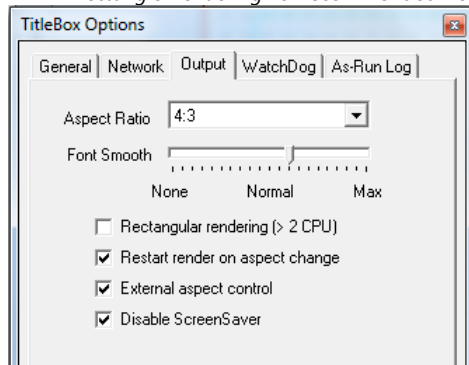 TitleBox Options
General Network Output WatchDog As-Run Log
Aspect Ratio 4:3
Font Smooth
None Normal Max
Rectangular rendering (> 2 CPU)
Restart render on aspect change
External aspect control
Disable ScreenSaver